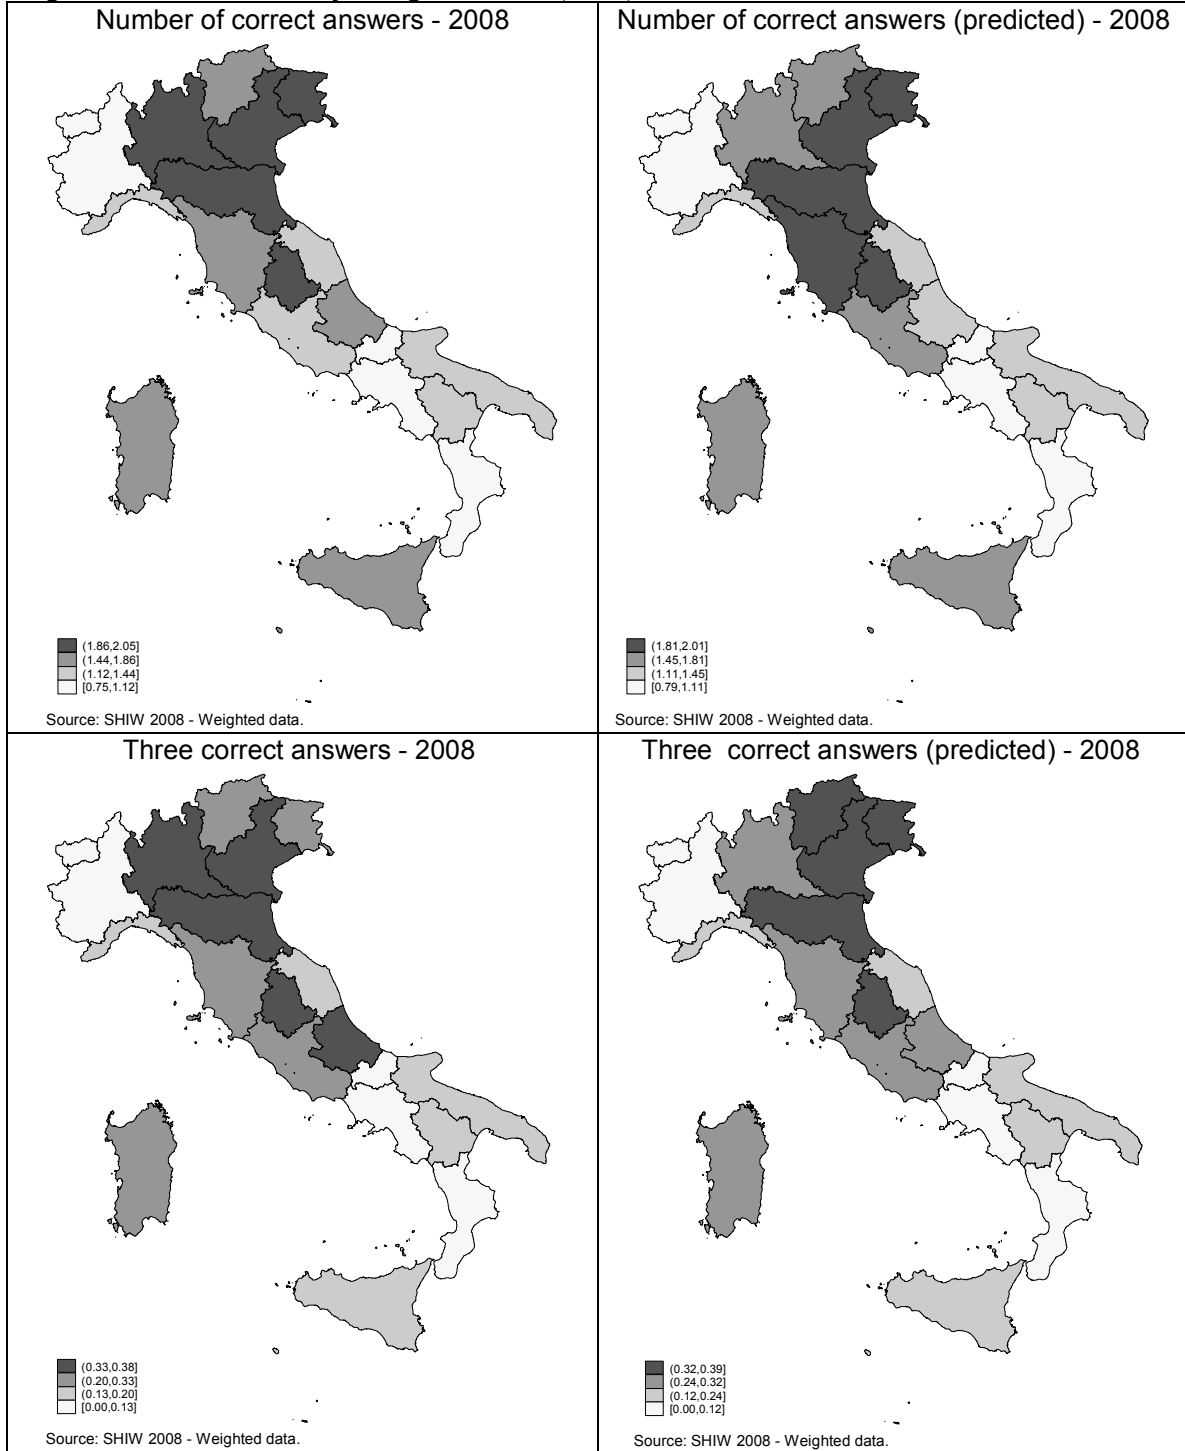 Number of correct answers - 2008
(1.86,2.05]
(1.44,1.86]
(1.12,1.44]
[0.75,1.12]
Source: SHIW 2008 - Weighted data.
Number of correct answers (predicted) - 2008
(1.81,2.01]
(1.45,1.81]
(1.11,1.45]
[0.79,1.11]
Source: SHIW 2008 - Weighted data.
Three correct answers - 2008
(0.33,0.38]
(0.20,0.33]
(0.13,0.20]
[0.00,0.13]
Source: SHIW 2008 - Weighted data.
Three correct answers (predicted) - 2008
(0.32,0.39]
(0.24,0.32]
(0.12,0.24]
[0.00,0.12]
Source: SHIW 2008 - Weighted data.